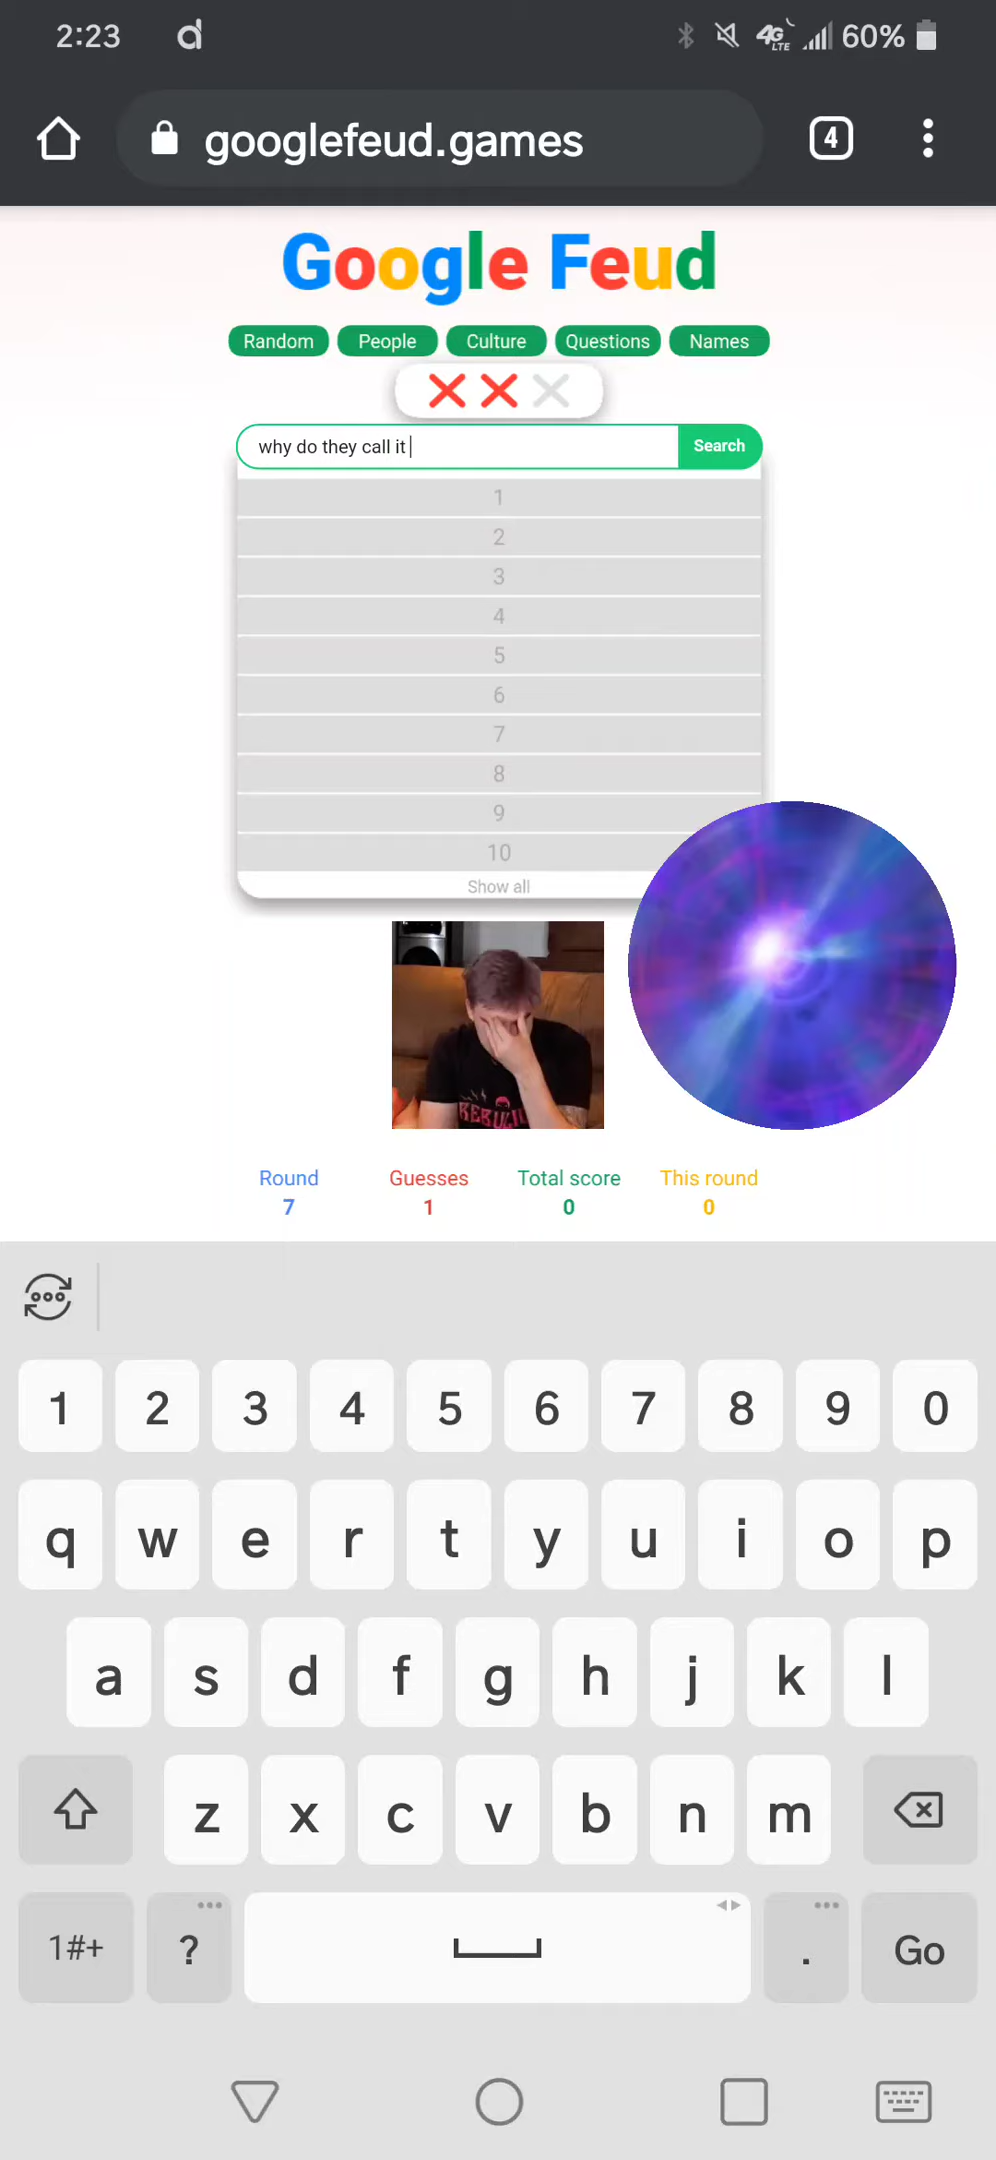 2:23 4G LTE 60%
googlefeud.games 4
Google Feud
Random People Culture Questions Names
why do they call it Search
1
2
3
4
5
6
7
8
9
10
Show all
Round Guesses Total score This round
7 1 0 0
1 2 3 4 5 6 7 8 9 0
q w e r t y u i o p
a s d f g h j k l
z x c v b n m
1#+ ? . Go